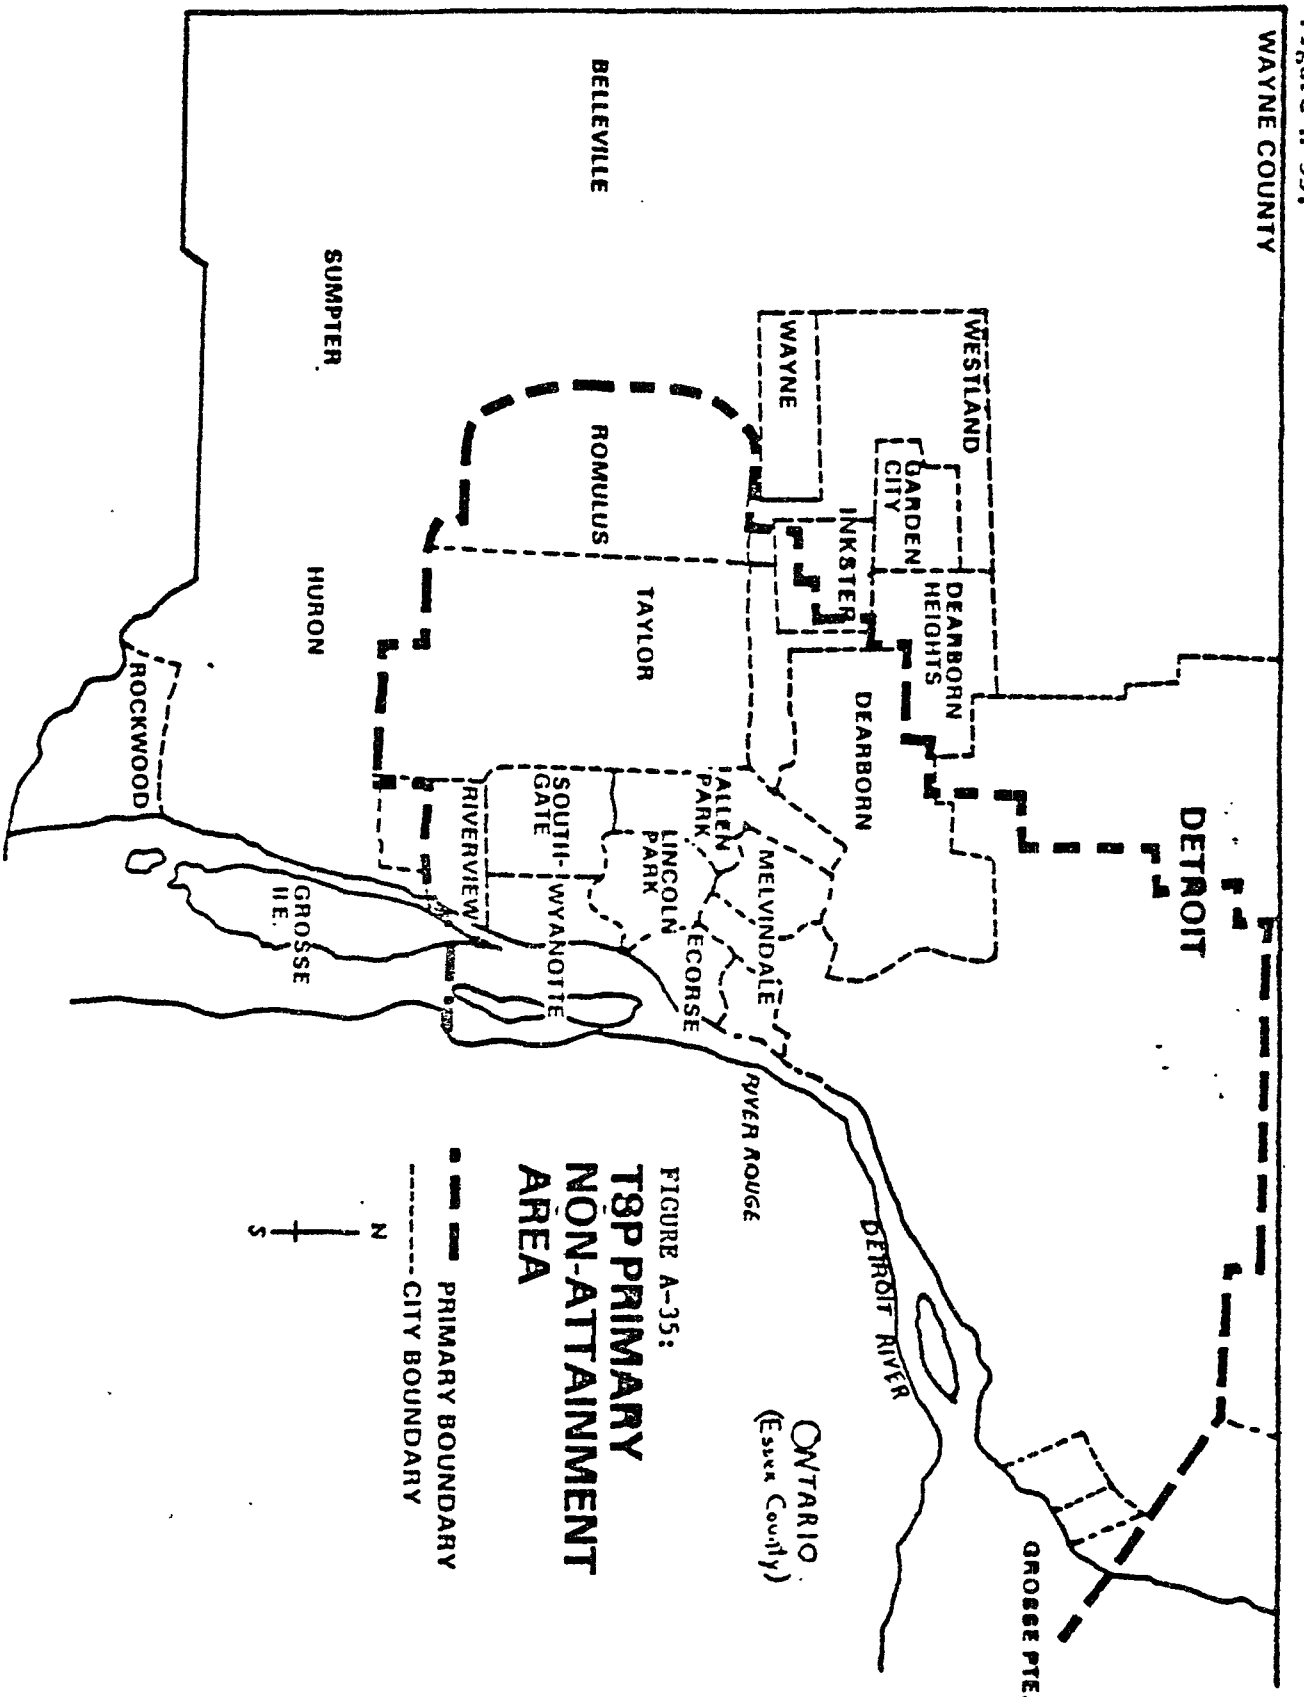 WAYNE COUNTY
BELLEVILLE
SUMPTER
WESTLAND
WAYNE
GARDEN
CITY
INKSTER
DEARBORN
HEIGHTS
ROMULUS
TAYLOR
HURON
ROCKWOOD
DEARBORN
DETROIT
ALLEN
PARK
SOUTH-
GATE
RIVERVIEW
LINCOLN
PARK
MELVINDALE
WYANOTTE
ECORSE
GROSSE
IIE.
RIVER ROUGE
DETROIT RIVER
GROSSE PTE.
ONTARIO
(Essex County)
FIGURE A-35:
TSP PRIMARY
NON-ATTAINMENT
AREA
PRIMARY BOUNDARY
CITY BOUNDARY
N
S